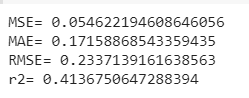 MSE= 0.054622194608646056
MAE= 0.17158868543359435
RMSE= 0.2337139161638563
r2= 0.4136750647288394